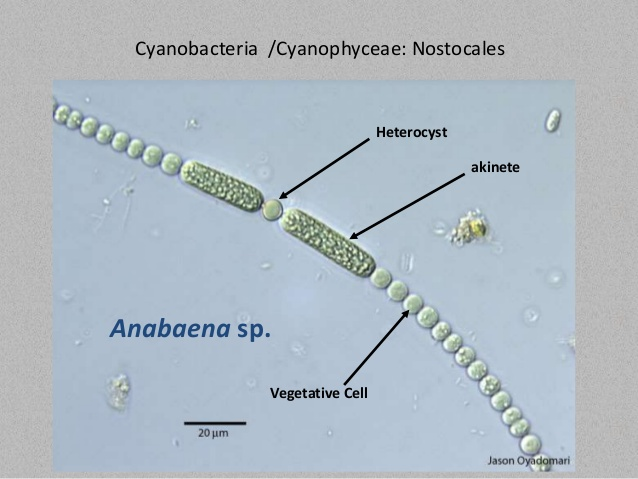 Cyanobacteria /Cyanophyceae: Nostocales
Heterocyst
akinete
Anabaena sp.
Vegetative Cell
20 µm
Jason Oyadomari